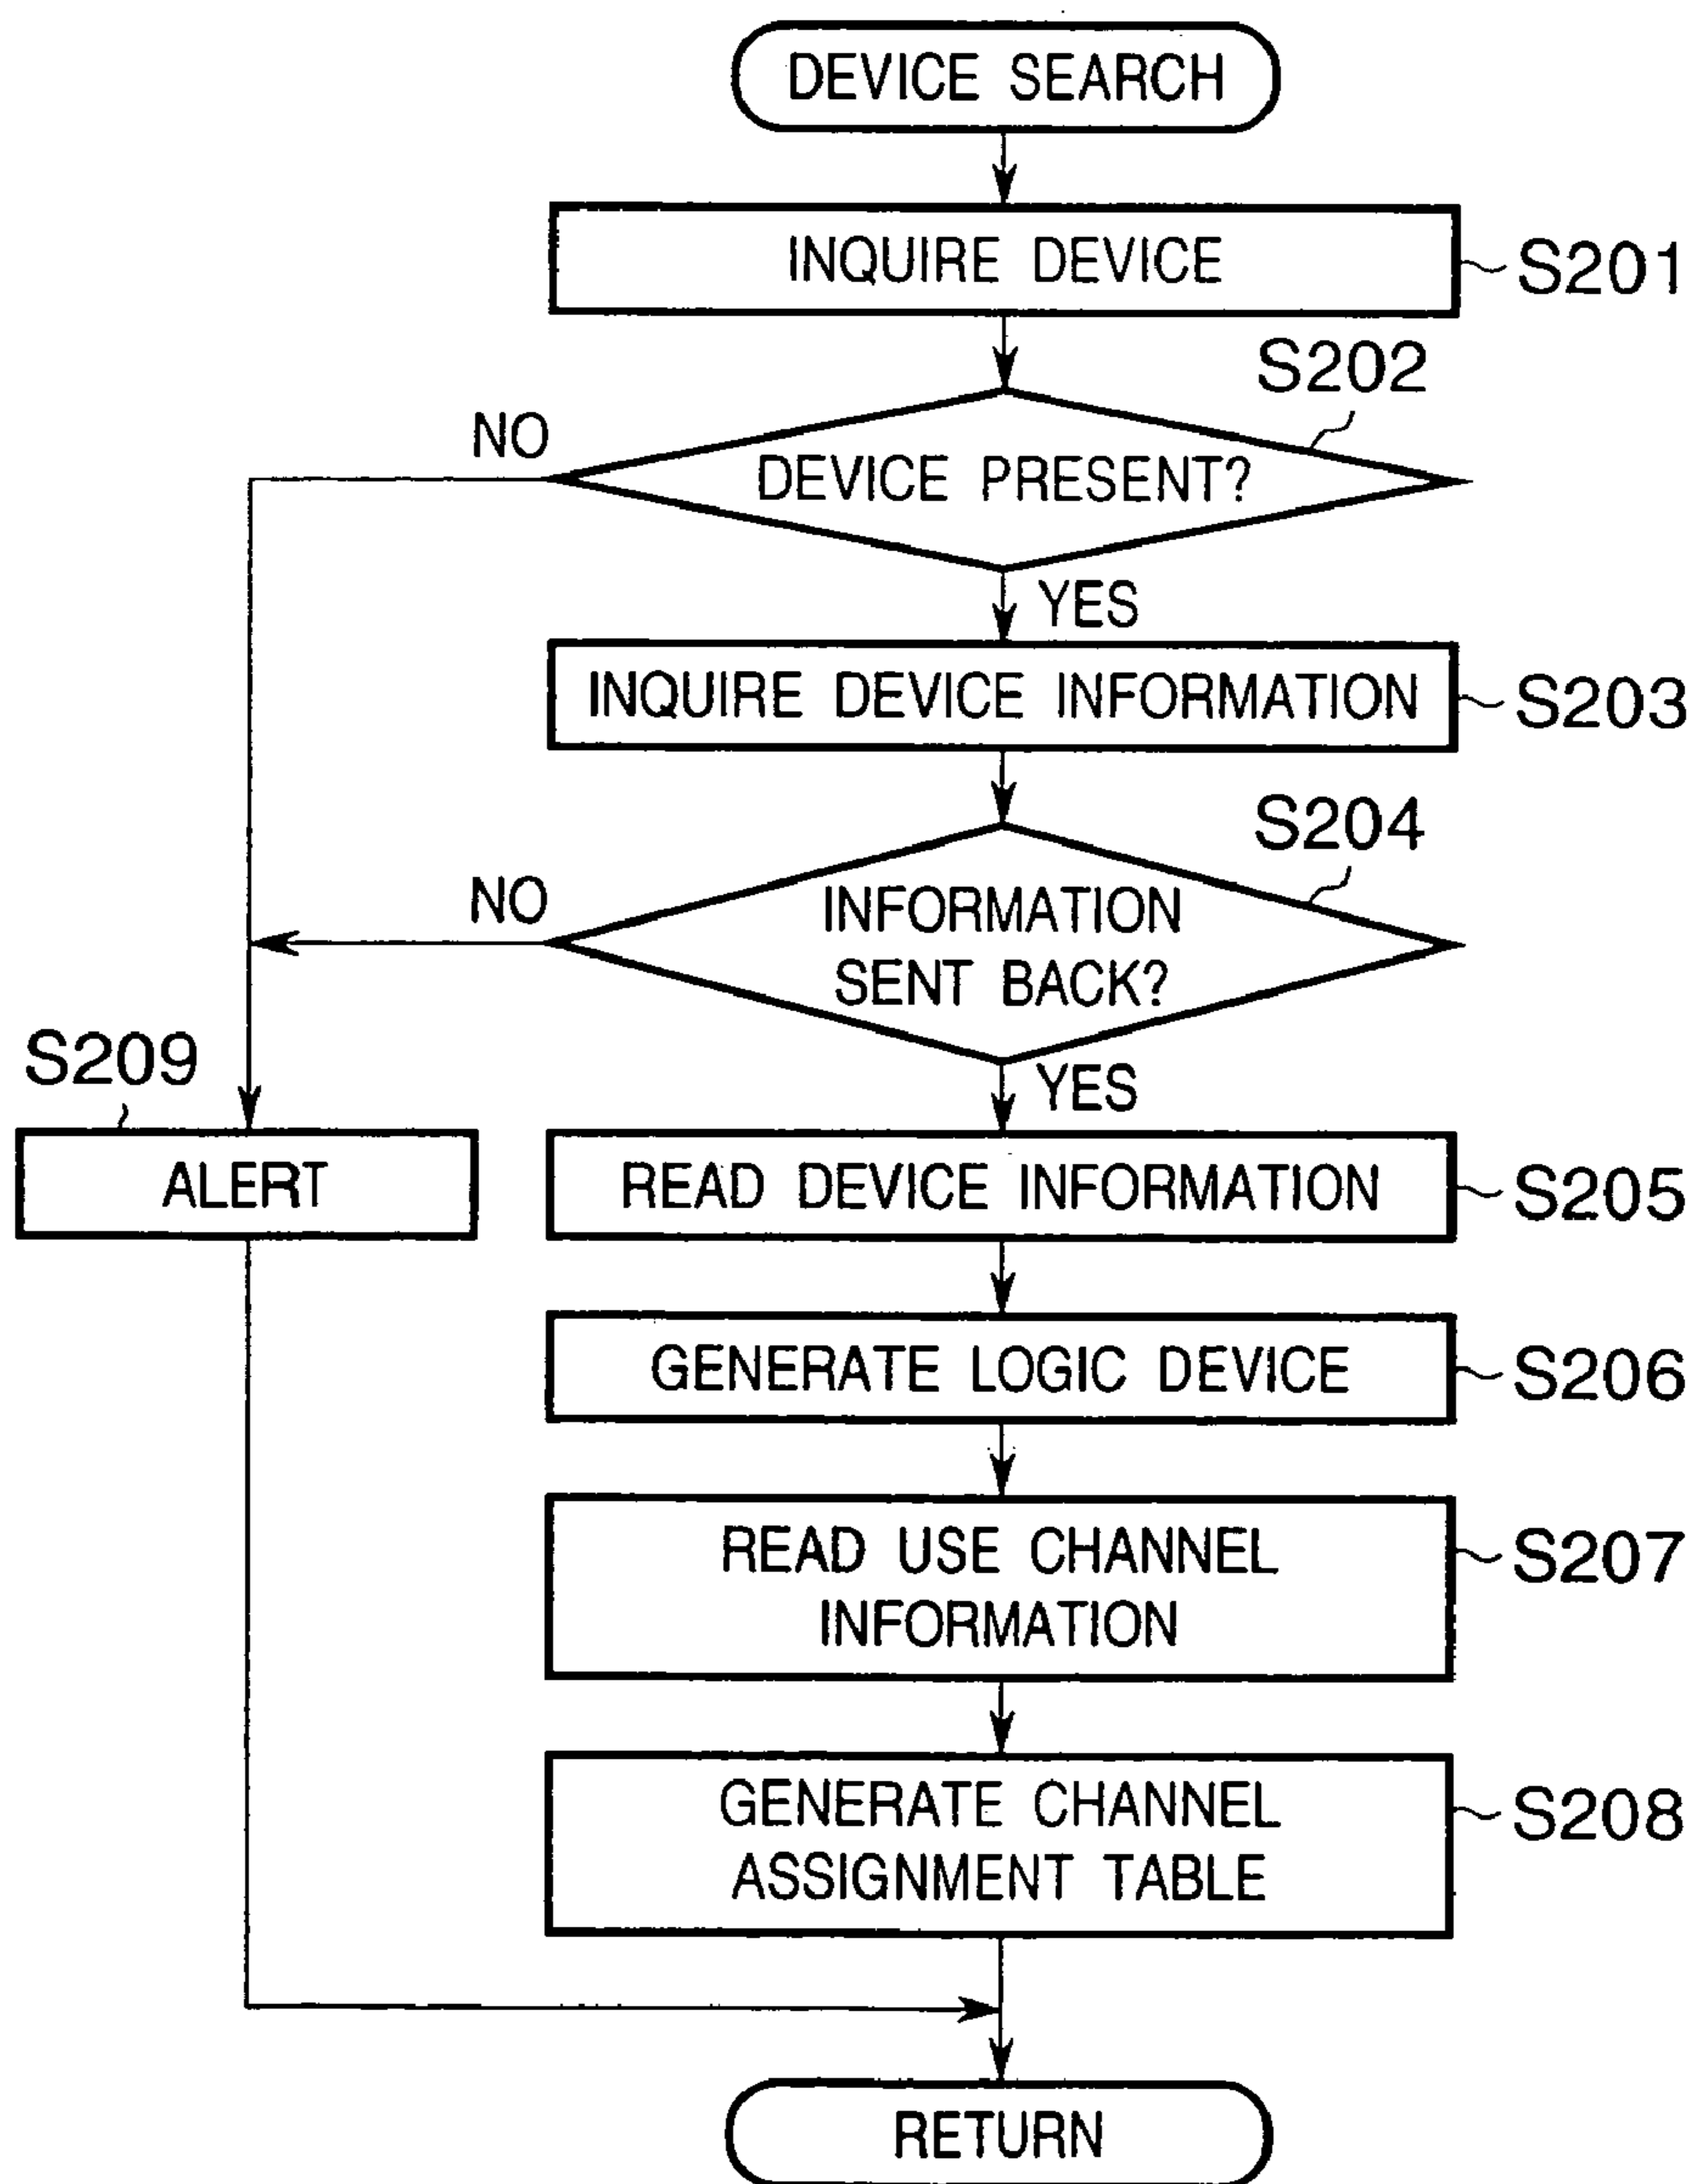 DEVICE SEARCH
INQUIRE DEVICE
S201
S202
NO
DEVICE PRESENT?
YES
INQUIRE DEVICE INFORMATION
S203
S204
NO
INFORMATION
SENT BACK?
YES
S209
ALERT
READ DEVICE INFORMATION
S205
GENERATE LOGIC DEVICE
S206
READ USE CHANNEL
INFORMATION
S207
GENERATE CHANNEL
ASSIGNMENT TABLE
S208
RETURN